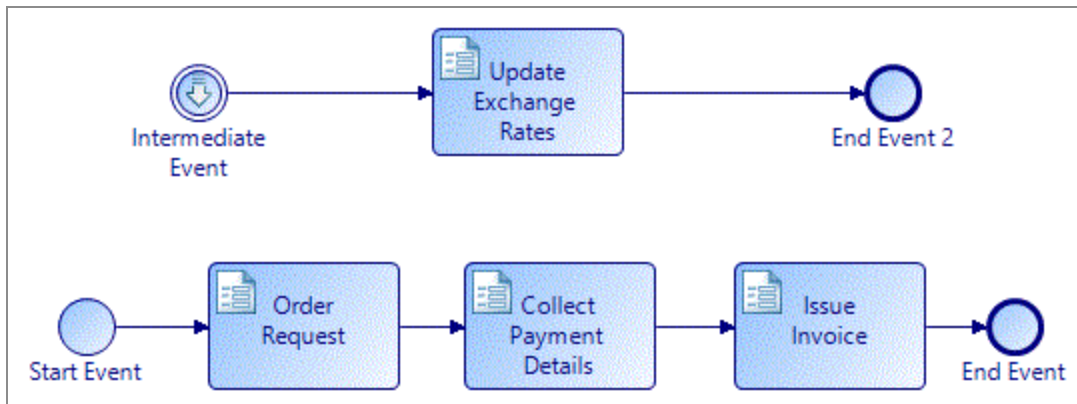 Update
Exchange
Rates
Intermediate
Event
End Event 2
Order
Request
Collect
Payment
Details
Issue
Invoice
Start Event
End Event